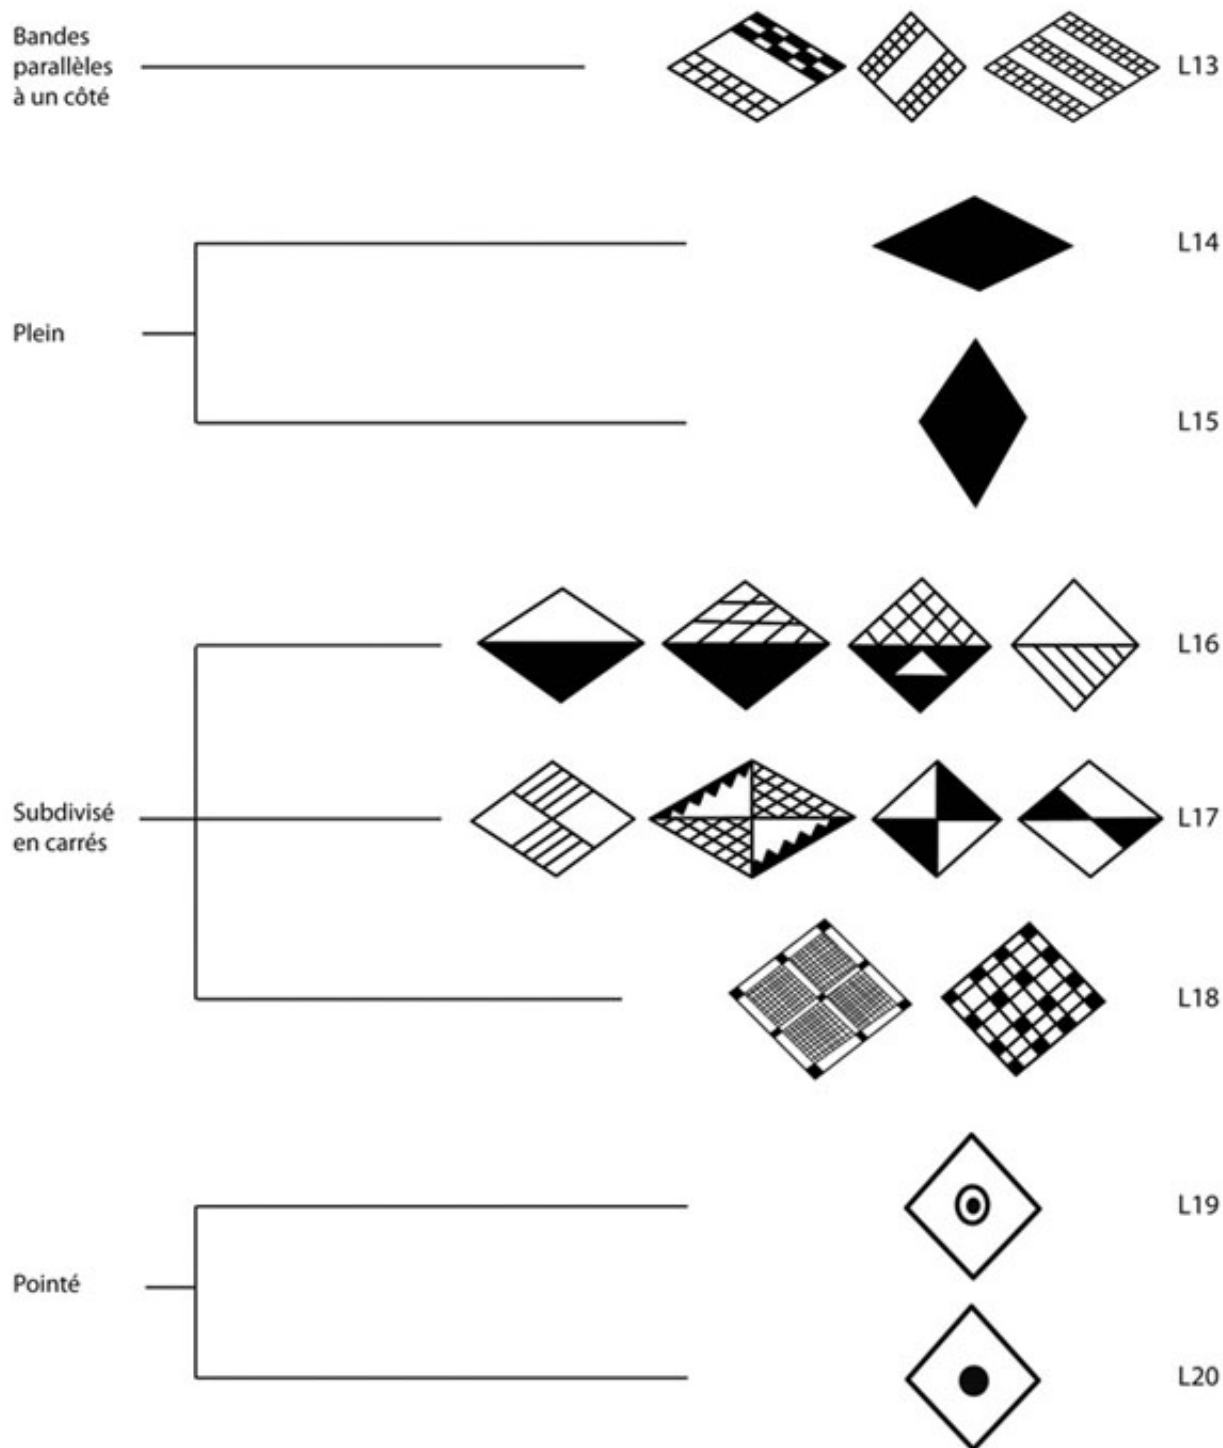 Bandes
parallèles
à un côté
L13
L14
Plein
L15
L16
Subdivisé
en carrés
L17
L18
L19
Pointé
L20